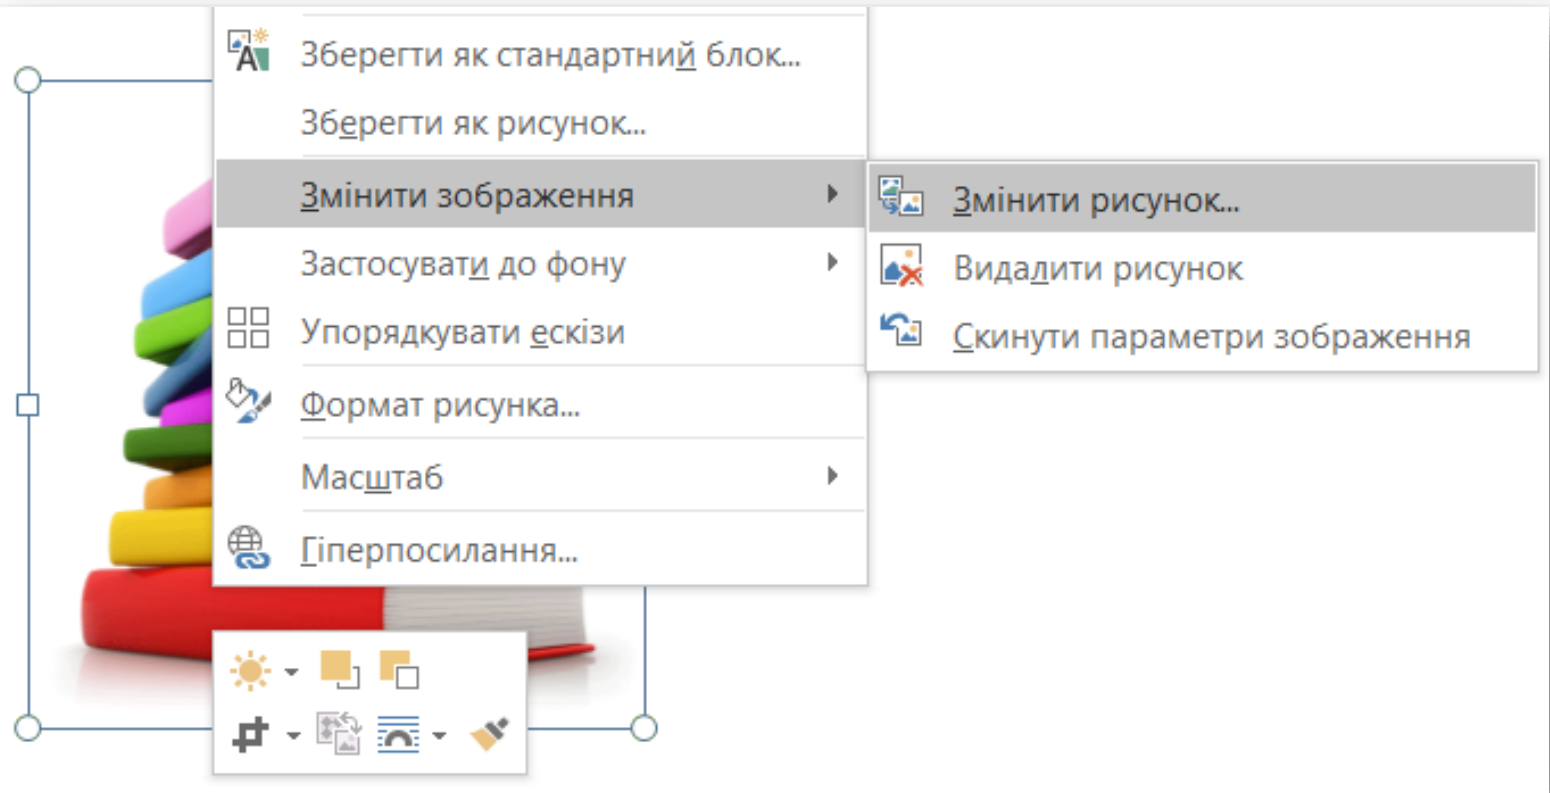 Зберегти як стандартний блок...
Зберегти як рисунок...
Змінити зображення
Змінити рисунок...
Застосувати до фону
Видалити рисунок
Упорядкувати ескізи
Скинути параметри зображення
Формат рисунка...
Масштаб
Гіперпосилання...